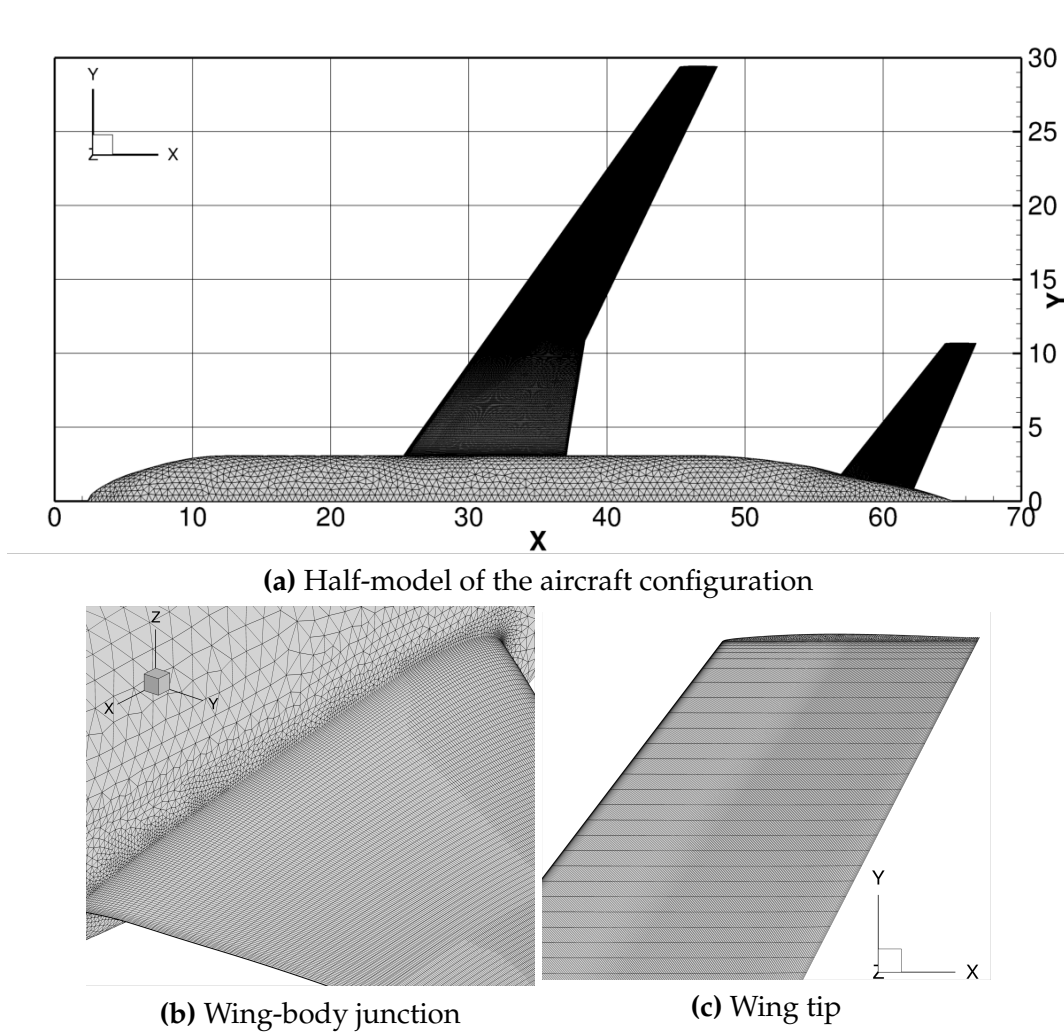 30
Y
25
Z
X
20
15
Y
10
5
0
0
10
20
30
40
50
60
70
X
(a) Half-model of the aircraft configuration
Z
X
Y
Y
Z
X
(b) Wing-body junction
(c) Wing tip